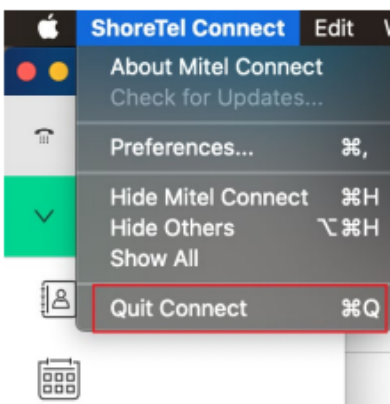 ShoreTel Connect Edit
About Mitel Connect
Check for Updates...
Preferences... ⌘,
Hide Mitel Connect ⌘H
Hide Others ⌥⌘H
Show All
Quit Connect ⌘Q